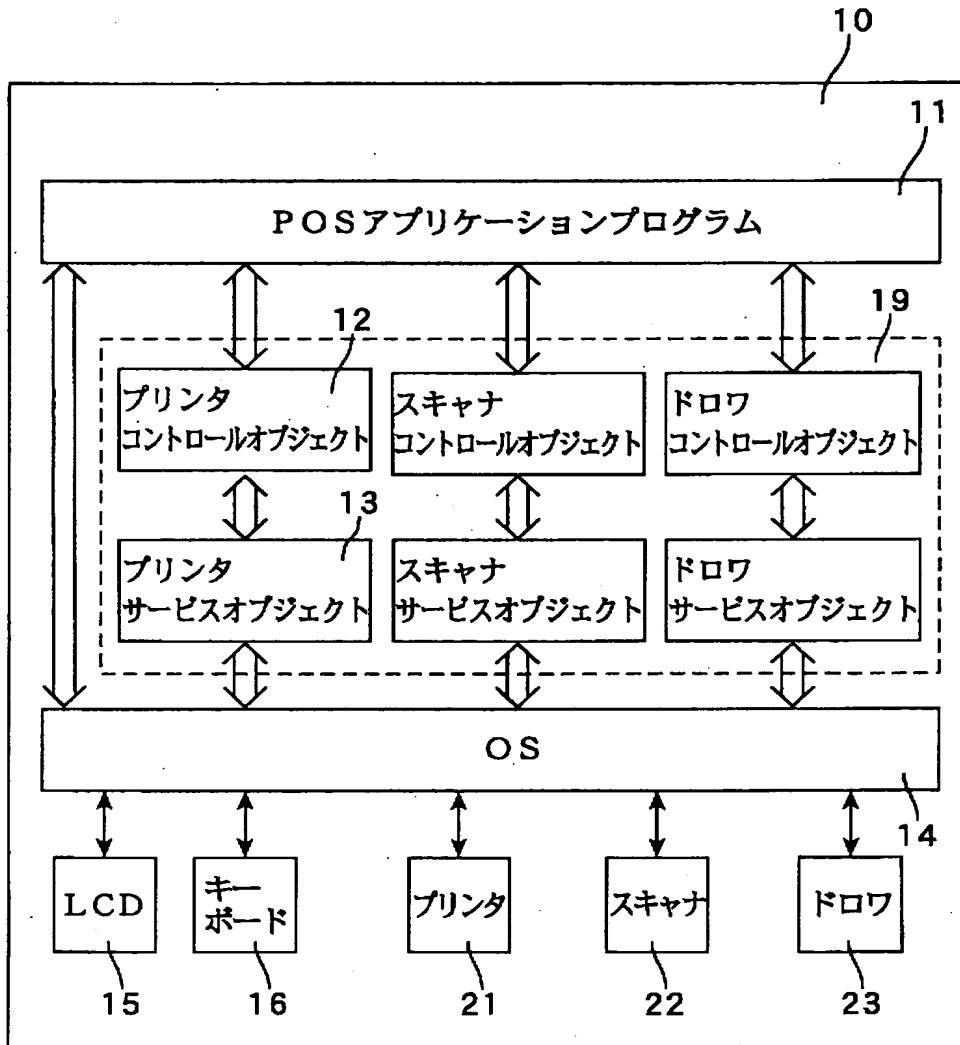 10
11
POSアプリケーションプログラム
12
19
プリンタ
コントロールオブジェクト
スキャナ
コントロールオブジェクト
ドロワ
コントロールオブジェクト
13
プリンタ
サービスオブジェクト
スキャナ
サービスオブジェクト
ドロワ
サービスオブジェクト
OS
14
LCD
キー
ボード
プリンタ
スキャナ
ドロワ
15
16
21
22
23